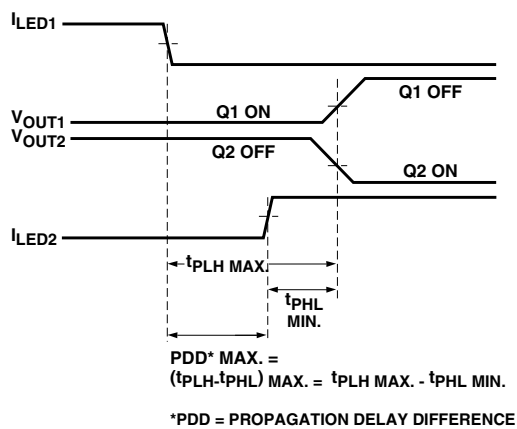 ILED1
Q1 OFF
VOUT1
Q1 ON
VOUT2
Q2 OFF
Q2 ON
ILED2
tPLH MAX.
tPHL
MIN.
PDD* MAX. =
(tPLH-tPHL) MAX. = tPLH MAX. - tPHL MIN.
*PDD = PROPAGATION DELAY DIFFERENCE